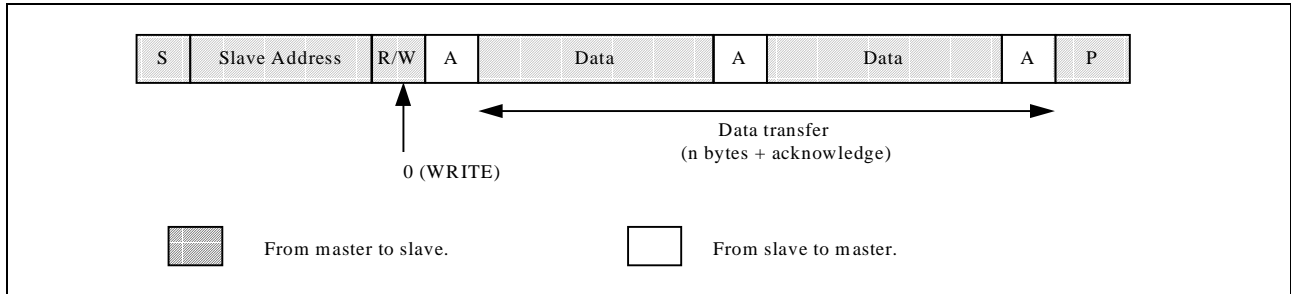 S Slave Address R/W A Data A Data A P
Data transfer
(n bytes + acknowledge)
0 (WRITE)
From master to slave. From slave to master.